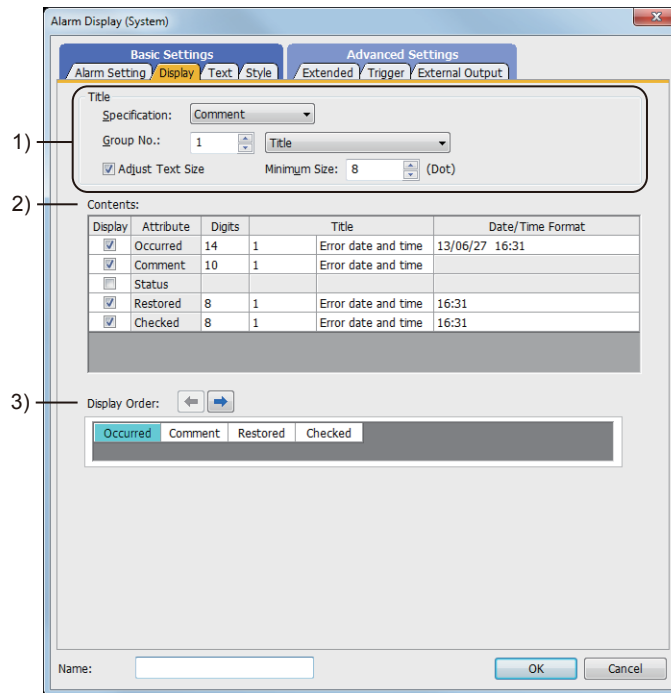 Alarm Display (System)
Basic Settings Advanced Settings
Alarm Setting Display Text Style Extended Trigger External Output
Title
1) Specification: Comment
Group No.: 1 Title
Adjust Text Size Minimum Size: 8 (Dot)
2) Contents:
Display Attribute Digits Title Date/Time Format
Occurred 14 1 Error date and time 13/06/27 16:31
Comment 10 1 Error date and time
Status
Restored 8 1 Error date and time 16:31
Checked 8 1 Error date and time 16:31
3) Display Order:
Occurred Comment Restored Checked
Name: OK Cancel